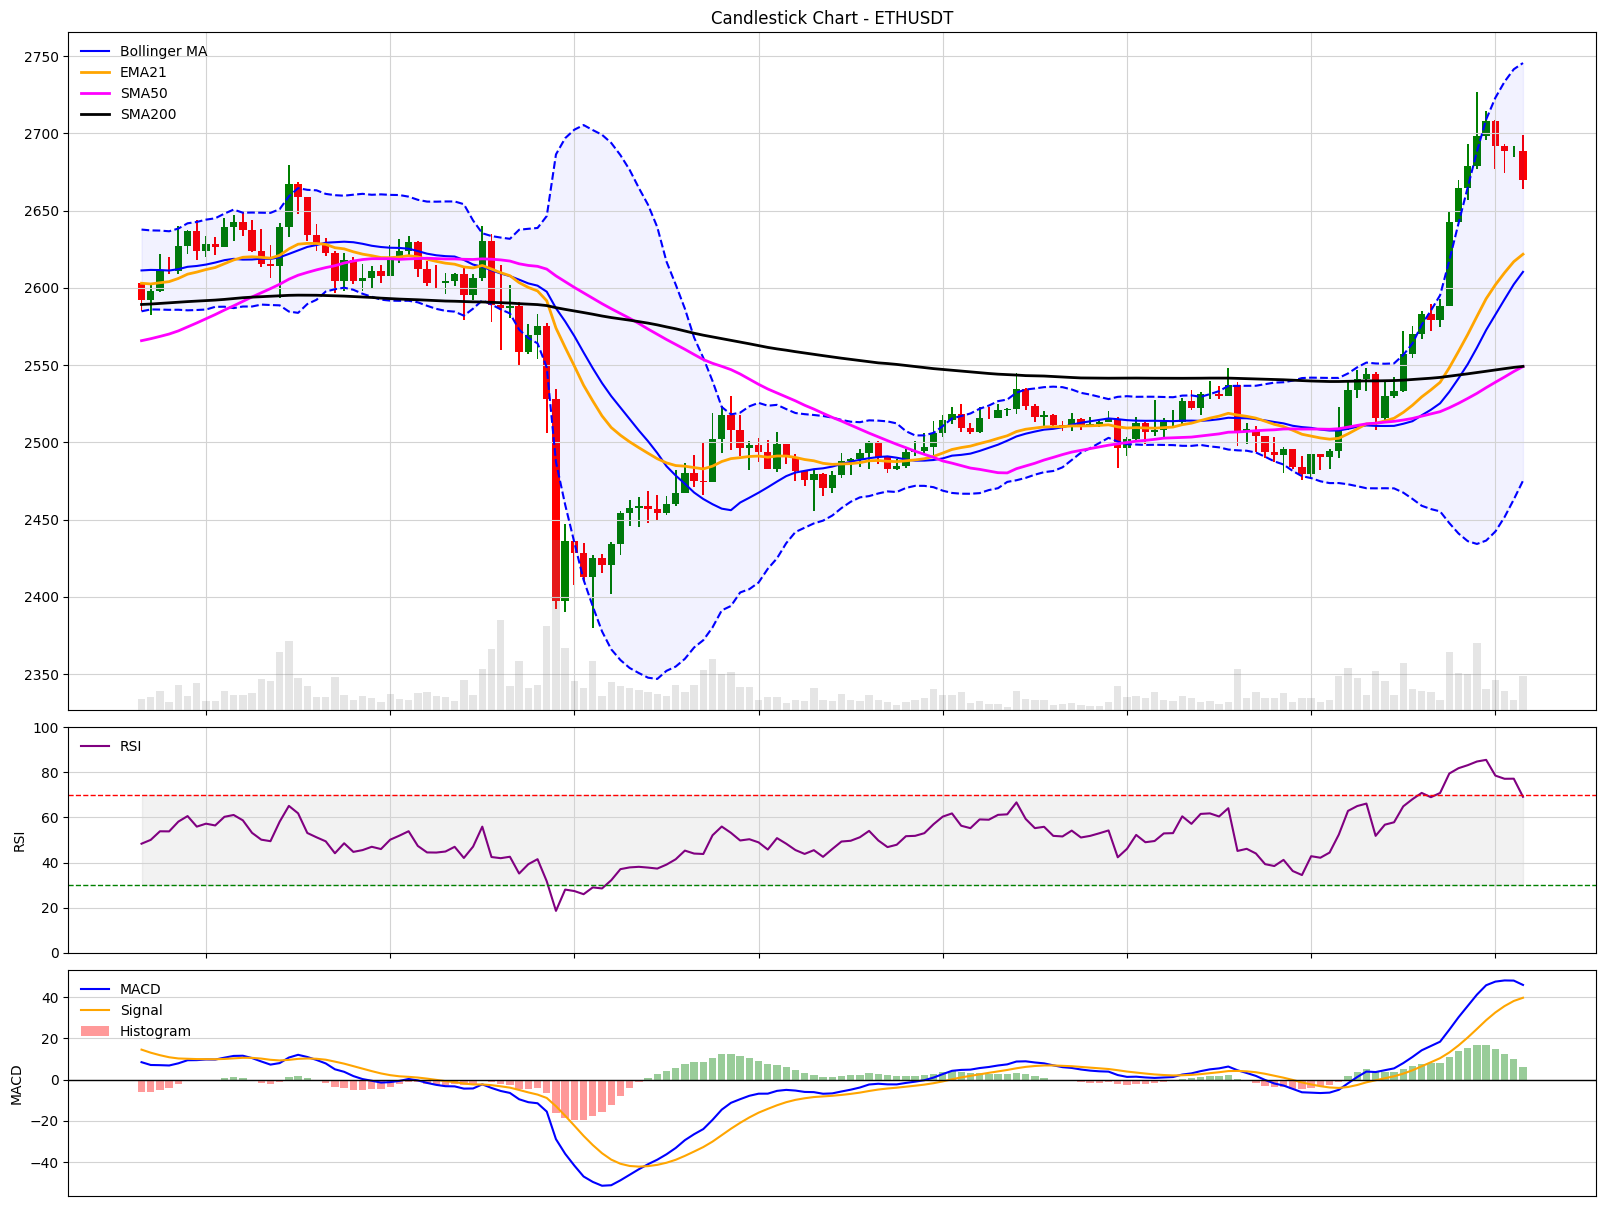 Candlestick Chart - ETHUSDT
Bollinger MA
EMA21
SMA50
SMA200
2750
2700
2650
2600
2550
2500
2450
2400
2350
RSI
RSI
100
80
60
40
20
0
MACD
Signal
Histogram
MACD
40
20
0
−20
−40